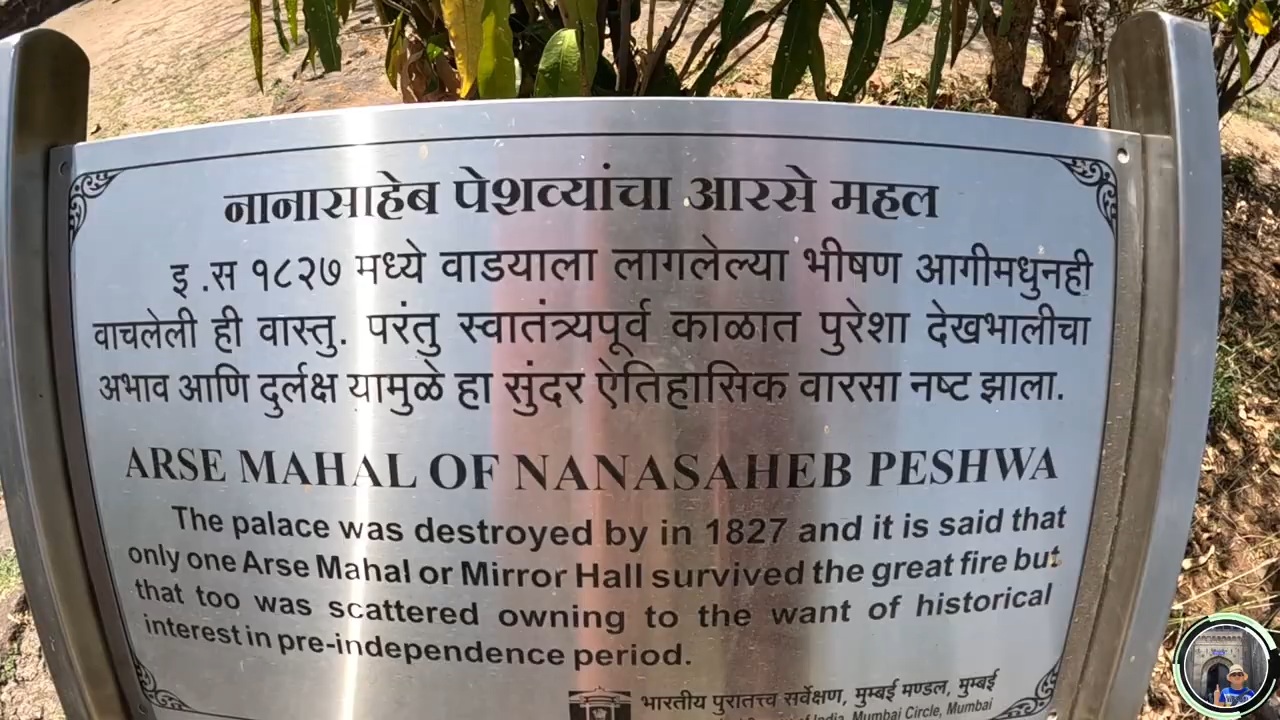 नानासाहेब पेशव्यांचा आरसे महल
इ .स १८२७ मध्ये वाडयाला लागलेल्या भीषण आगीमधुनही
वाचलेली ही वास्तु. परंतु स्वातंत्र्यपूर्व काळात पुरेशा देखभालीचा
अभाव आणि दुर्लक्ष यामुळे हा सुंदर ऐतिहासिक वारसा नष्ट झाला.
ARSE MAHAL OF NANASAHEB PESHWA
The palace was destroyed by in 1827 and it is said that
only one Arse Mahal or Mirror Hall survived the great fire but
that too was scattered owning to the want of historical
interest in pre-independence period.
भारतीय पुरातत्त्व सर्वेक्षण, मुम्बई मण्डल, मुम्बई
of India, Mumbai Circle, Mumbai